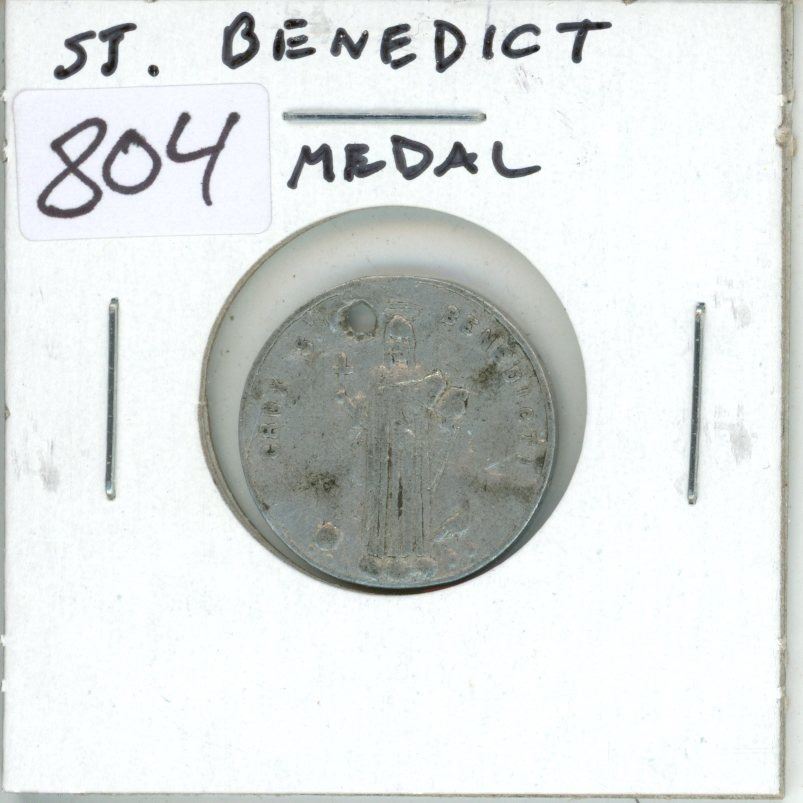 ST. BENEDICT
804
MEDAL
CRUX S. BENEDICTI